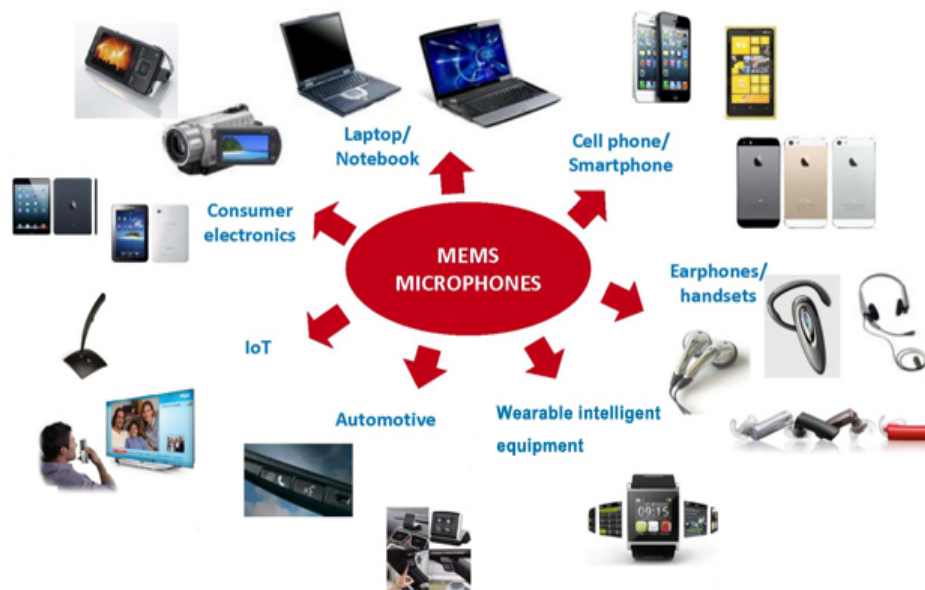 Laptop/
Notebook
Cell phone/
Smartphone
Consumer
electronics
MEMS
MICROPHONES
Earphones/
handsets
IoT
Automotive
Wearable intelligent
equipment
09:15